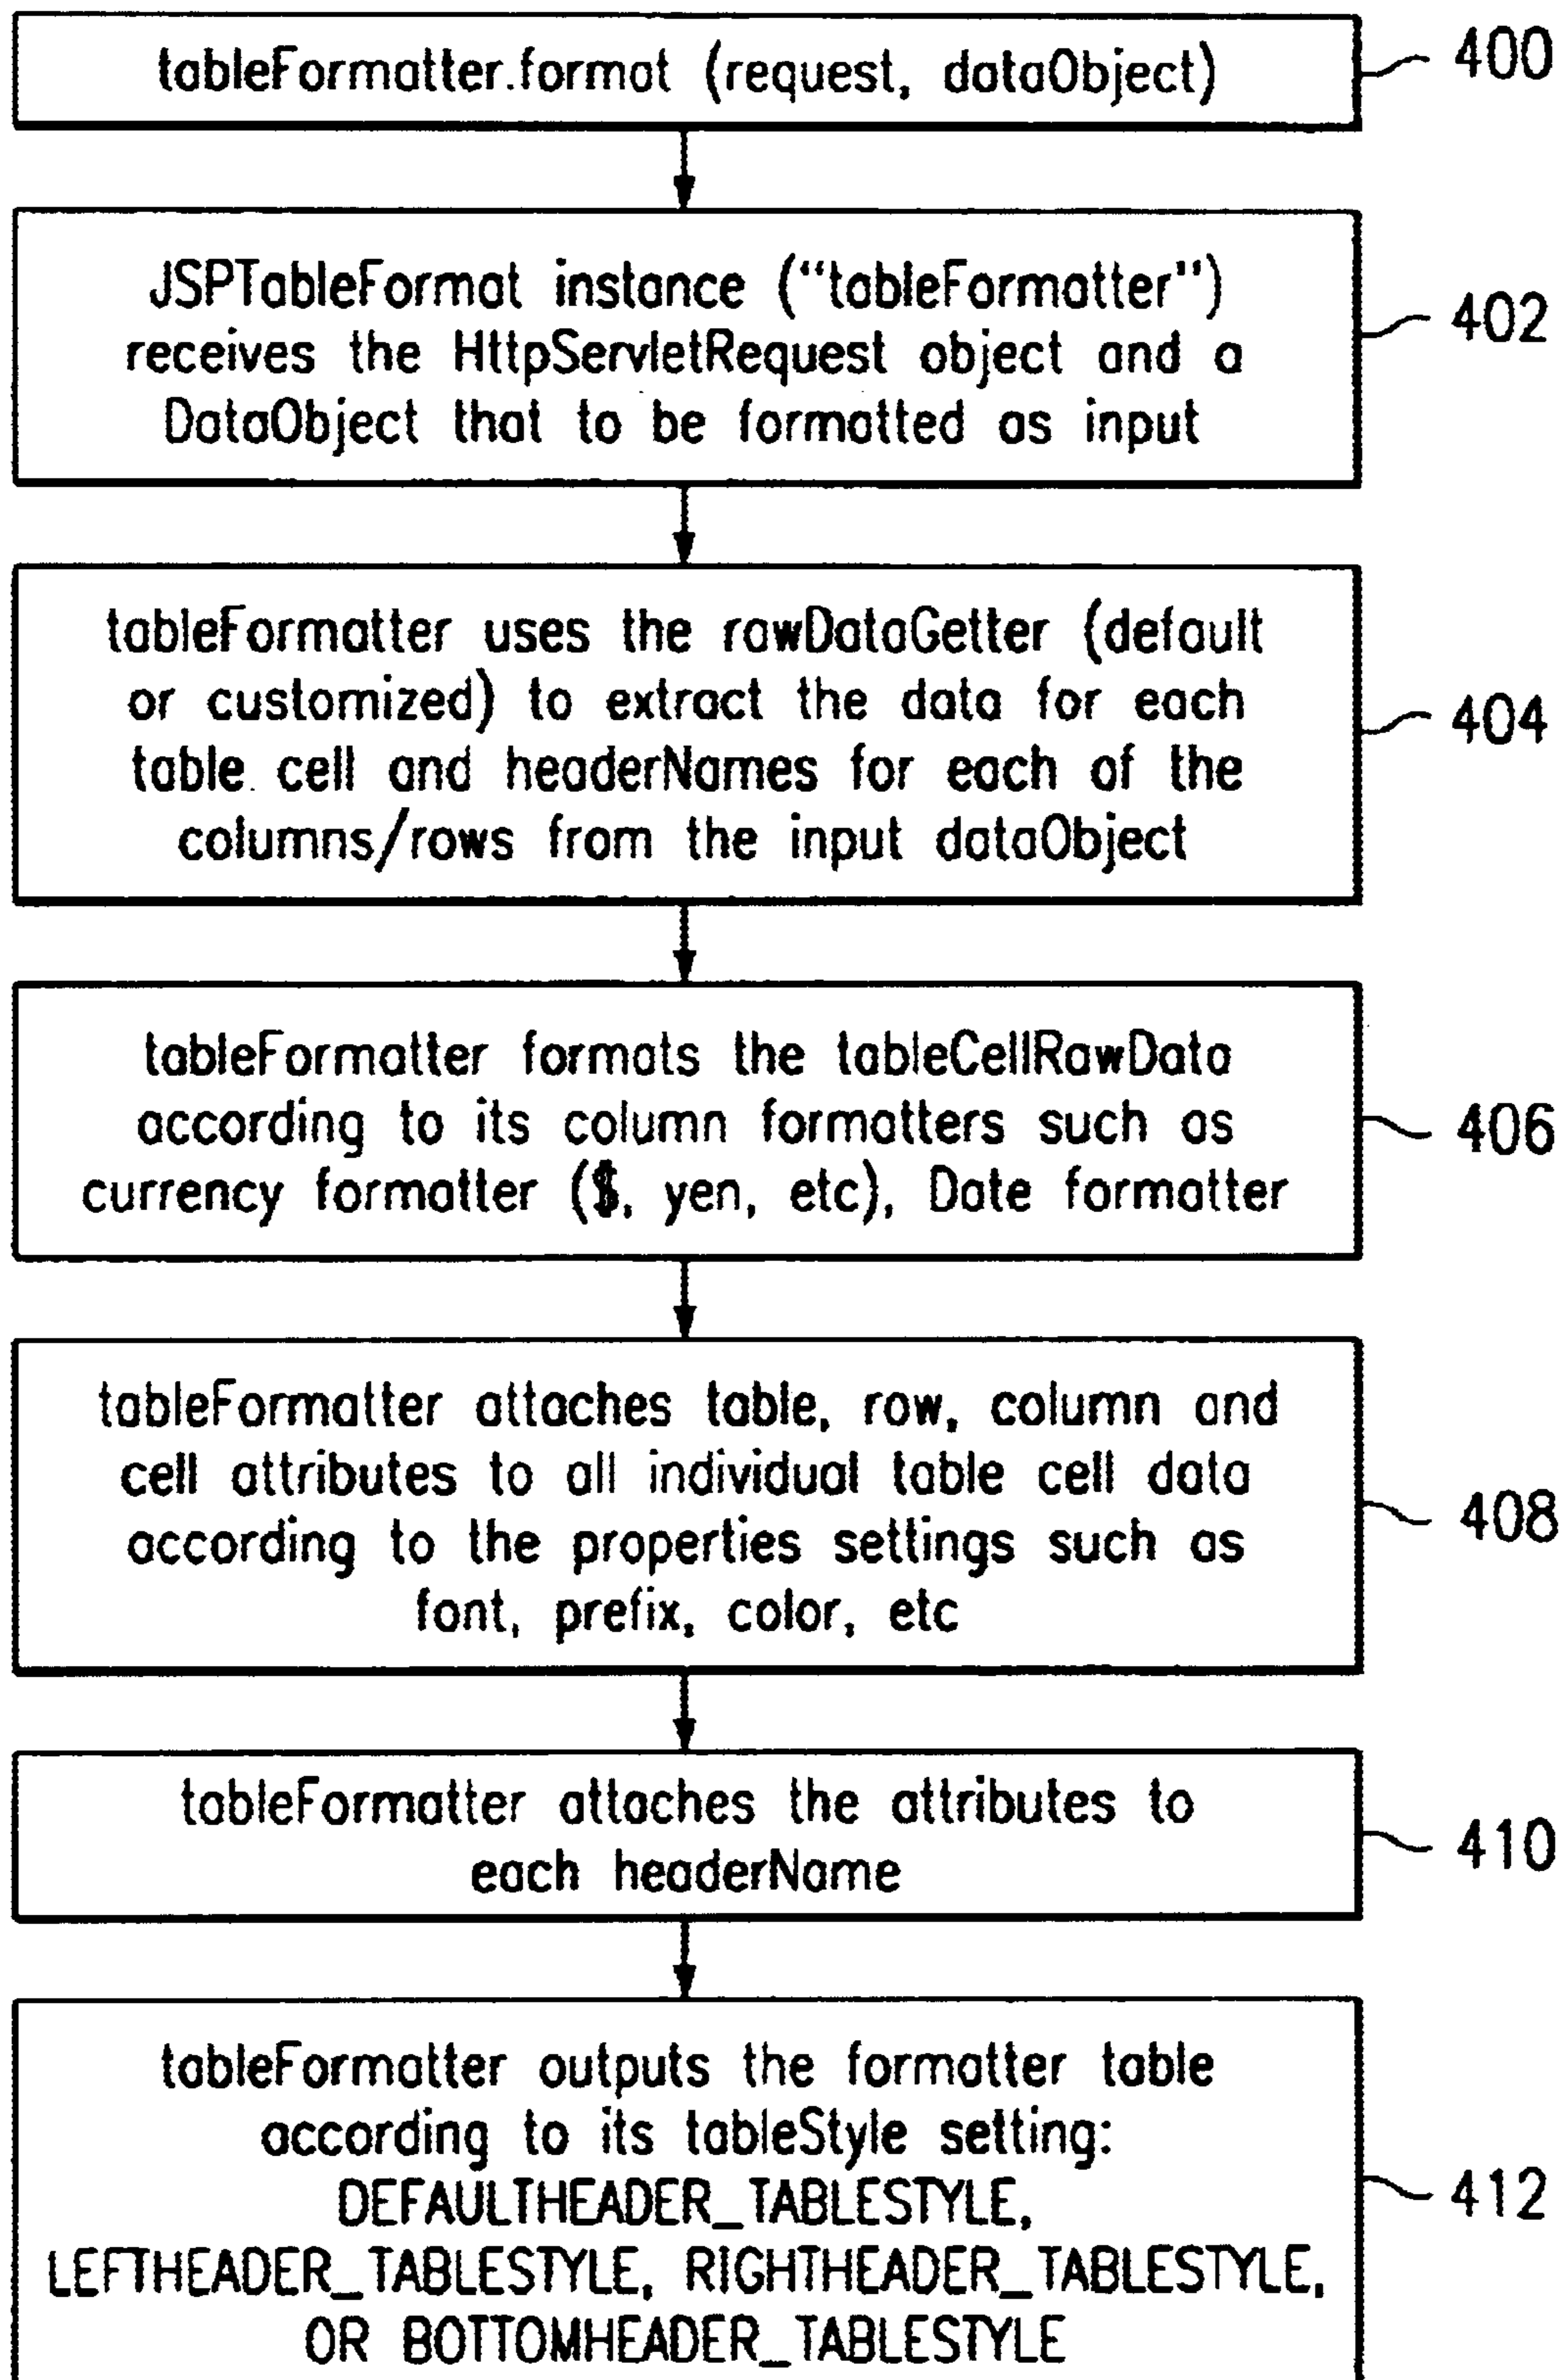 tableFormatter.format (request, dataObject)
400
JSPTableFormat instance ("tableFormatter")
receives the HttpServletRequest object and a
DataObject that to be formatted as input
402
tableFormatter uses the rawDataGetter (default
or customized) to extract the data for each
table cell and headerNames for each of the
columns/rows from the input dataObject
404
tableFormatter formats the tableCellRawData
according to its column formatters such as
currency formatter ($, yen, etc), Date formatter
406
tableFormatter attaches table, row, column and
cell attributes to all individual table cell data
according to the properties settings such as
font, prefix, color, etc
408
tableFormatter attaches the attributes to
each headerName
410
tableFormatter outputs the formatter table
according to its tableStyle setting:
DEFAULTHEADER_TABLESTYLE,
LEFTHEADER_TABLESTYLE, RIGHTHEADER_TABLESTYLE,
OR BOTTOMHEADER_TABLESTYLE
412